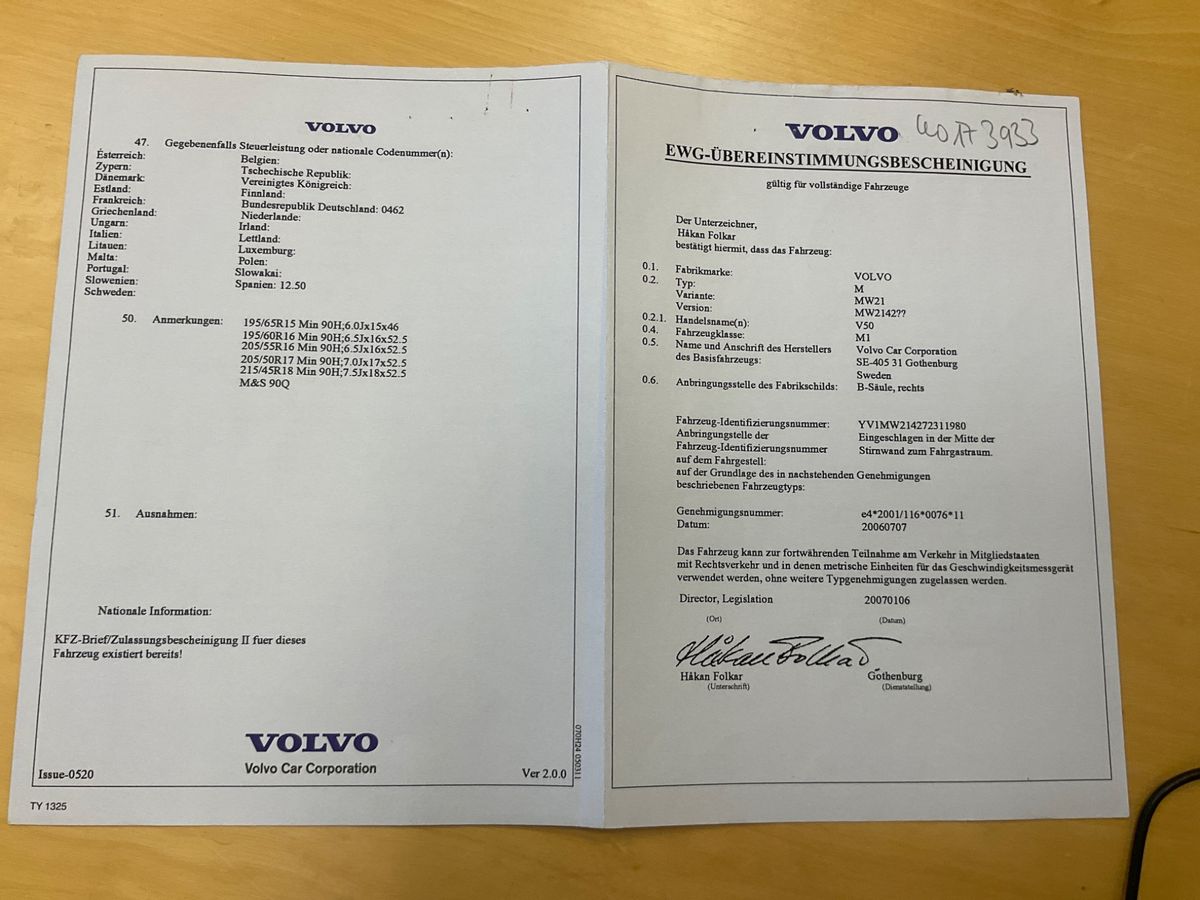 VOLVO
47. Gegebenenfalls Steuerleistung oder nationale Codenummer(n):
Ésterreich: Belgien:
Zypern: Tschechische Republik:
Dänemark: Vereinigtes Königreich:
Estland: Finnland:
Frankreich: Bundesrepublik Deutschland: 0462
Griechenland: Niederlande:
Ungarn: Irland:
Italien: Lettland:
Litauen: Luxemburg:
Malta: Polen:
Portugal: Slowakai:
Slowenien: Spanien: 12.50
Schweden:
50. Anmerkungen: 195/65R15 Min 90H;6.0Jx15x46
195/60R16 Min 90H;6.5Jx16x52.5
205/55R16 Min 90H;6.5Jx16x52.5
205/50R17 Min 90H;7.0Jx17x52.5
215/45R18 Min 90H;7.5Jx18x52.5
M&S 90Q
51. Ausnahmen:
Nationale Information:
KFZ-Brief/Zulassungsbescheinigung II fuer dieses
Fahrzeug existiert bereits!
VOLVO
Volvo Car Corporation
Issue-0520
Ver 2.0.0
070H24 050311
TY 1325
VOLVO
EWG-ÜBEREINSTIMMUNGSBESCHEINIGUNG
gültig für vollständige Fahrzeuge
Der Unterzeichner,
Håkan Folkar
bestätigt hiermit, dass das Fahrzeug:
0.1. Fabrikmarke: VOLVO
0.2. Typ: M
Variante: MW21
Version: MW2142??
0.2.1. Handelsname(n): V50
0.4. Fahrzeugklasse: M1
0.5. Name und Anschrift des Herstellers Volvo Car Corporation
des Basisfahrzeugs: SE-405 31 Gothenburg
Sweden
0.6. Anbringungsstelle des Fabrikschilds: B-Säule, rechts
Fahrzeug-Identifizierungsnummer: YV1MW214272311980
Anbringungstelle der Eingeschlagen in der Mitte der
Fahrzeug-Identifizierungsnummer Stirnwand zum Fahrgastraum.
auf dem Fahrgestell:
auf der Grundlage des in nachstehenden Genehmigungen
beschriebenen Fahrzeugtyps:
Genehmigungsnummer: e4*2001/116*0076*11
Datum: 20060707
Das Fahrzeug kann zur fortwährenden Teilnahme am Verkehr in Mitgliedstaaten
mit Rechtsverkehr und in denen metrische Einheiten für das Geschwindigkeitsmessgerät
verwendet werden, ohne weitere Typgenehmigungen zugelassen werden.
Director, Legislation 20070106
(Ort) (Datum)
Håkan Folkar
Håkan Folkar Gothenburg
(Unterschrift) (Dienststellung)